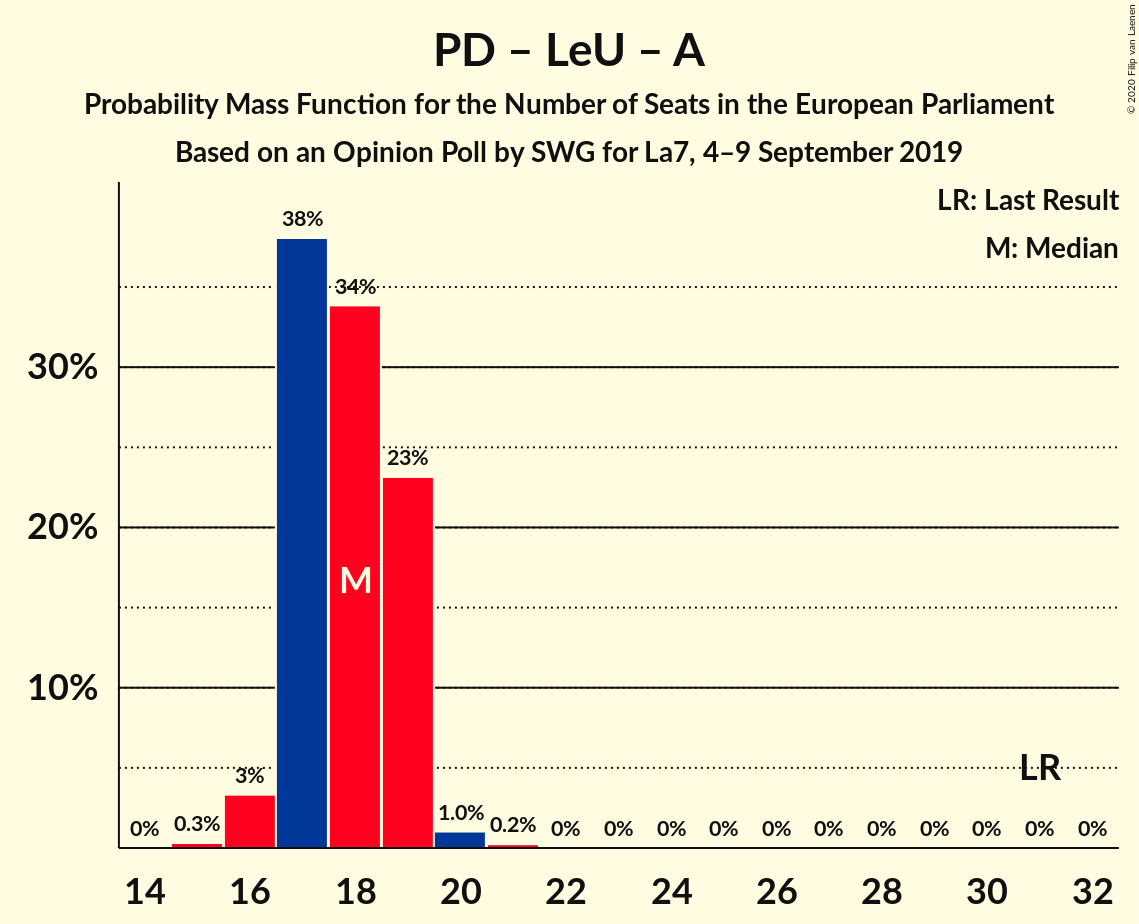 PD – LeU – A
Probability Mass Function for the Number of Seats in the European Parliament
Based on an Opinion Poll by SWG for La7, 4–9 September 2019
© 2020 Filip van Laenen
LR: Last Result
M: Median
38%
34%
30%
23%
20%
M
10%
LR
3%
0% 0.3% 1.0% 0.2% 0% 0% 0% 0% 0% 0% 0% 0% 0% 0% 0%
14 16 18 20 22 24 26 28 30 32